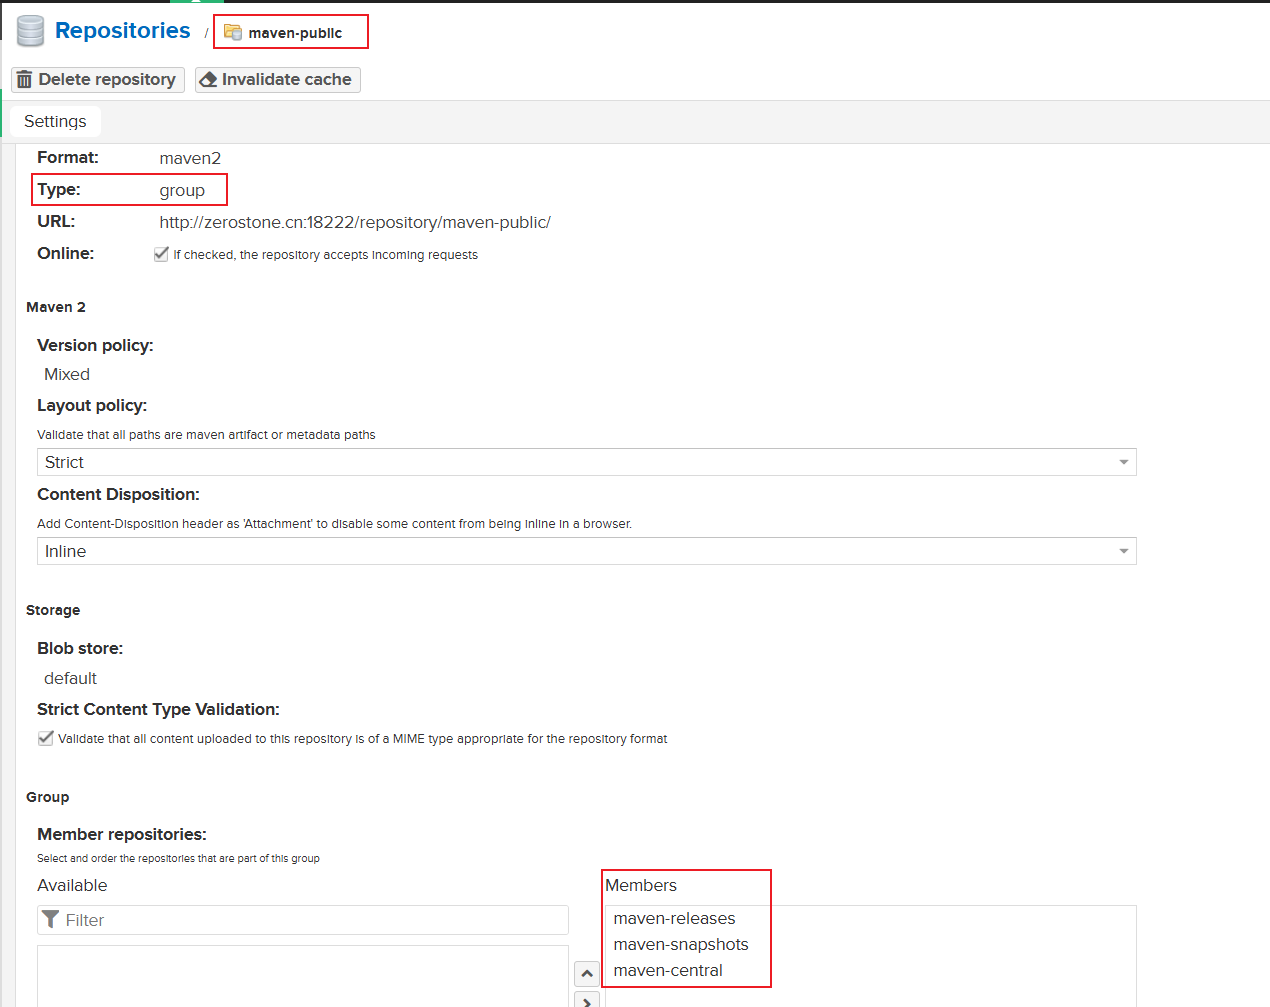 Repositories / maven-public
Delete repository Invalidate cache
Settings
Format: maven2
Type: group
URL: http://zerostone.cn:18222/repository/maven-public/
Online: If checked, the repository accepts incoming requests
Maven 2
Version policy:
Mixed
Layout policy:
Validate that all paths are maven artifact or metadata paths
Strict
Content Disposition:
Add Content-Disposition header as 'Attachment' to disable some content from being inline in a browser.
Inline
Storage
Blob store:
default
Strict Content Type Validation:
Validate that all content uploaded to this repository is of a MIME type appropriate for the repository format
Group
Member repositories:
Select and order the repositories that are part of this group
Available
Filter
Members
maven-releases
maven-snapshots
maven-central